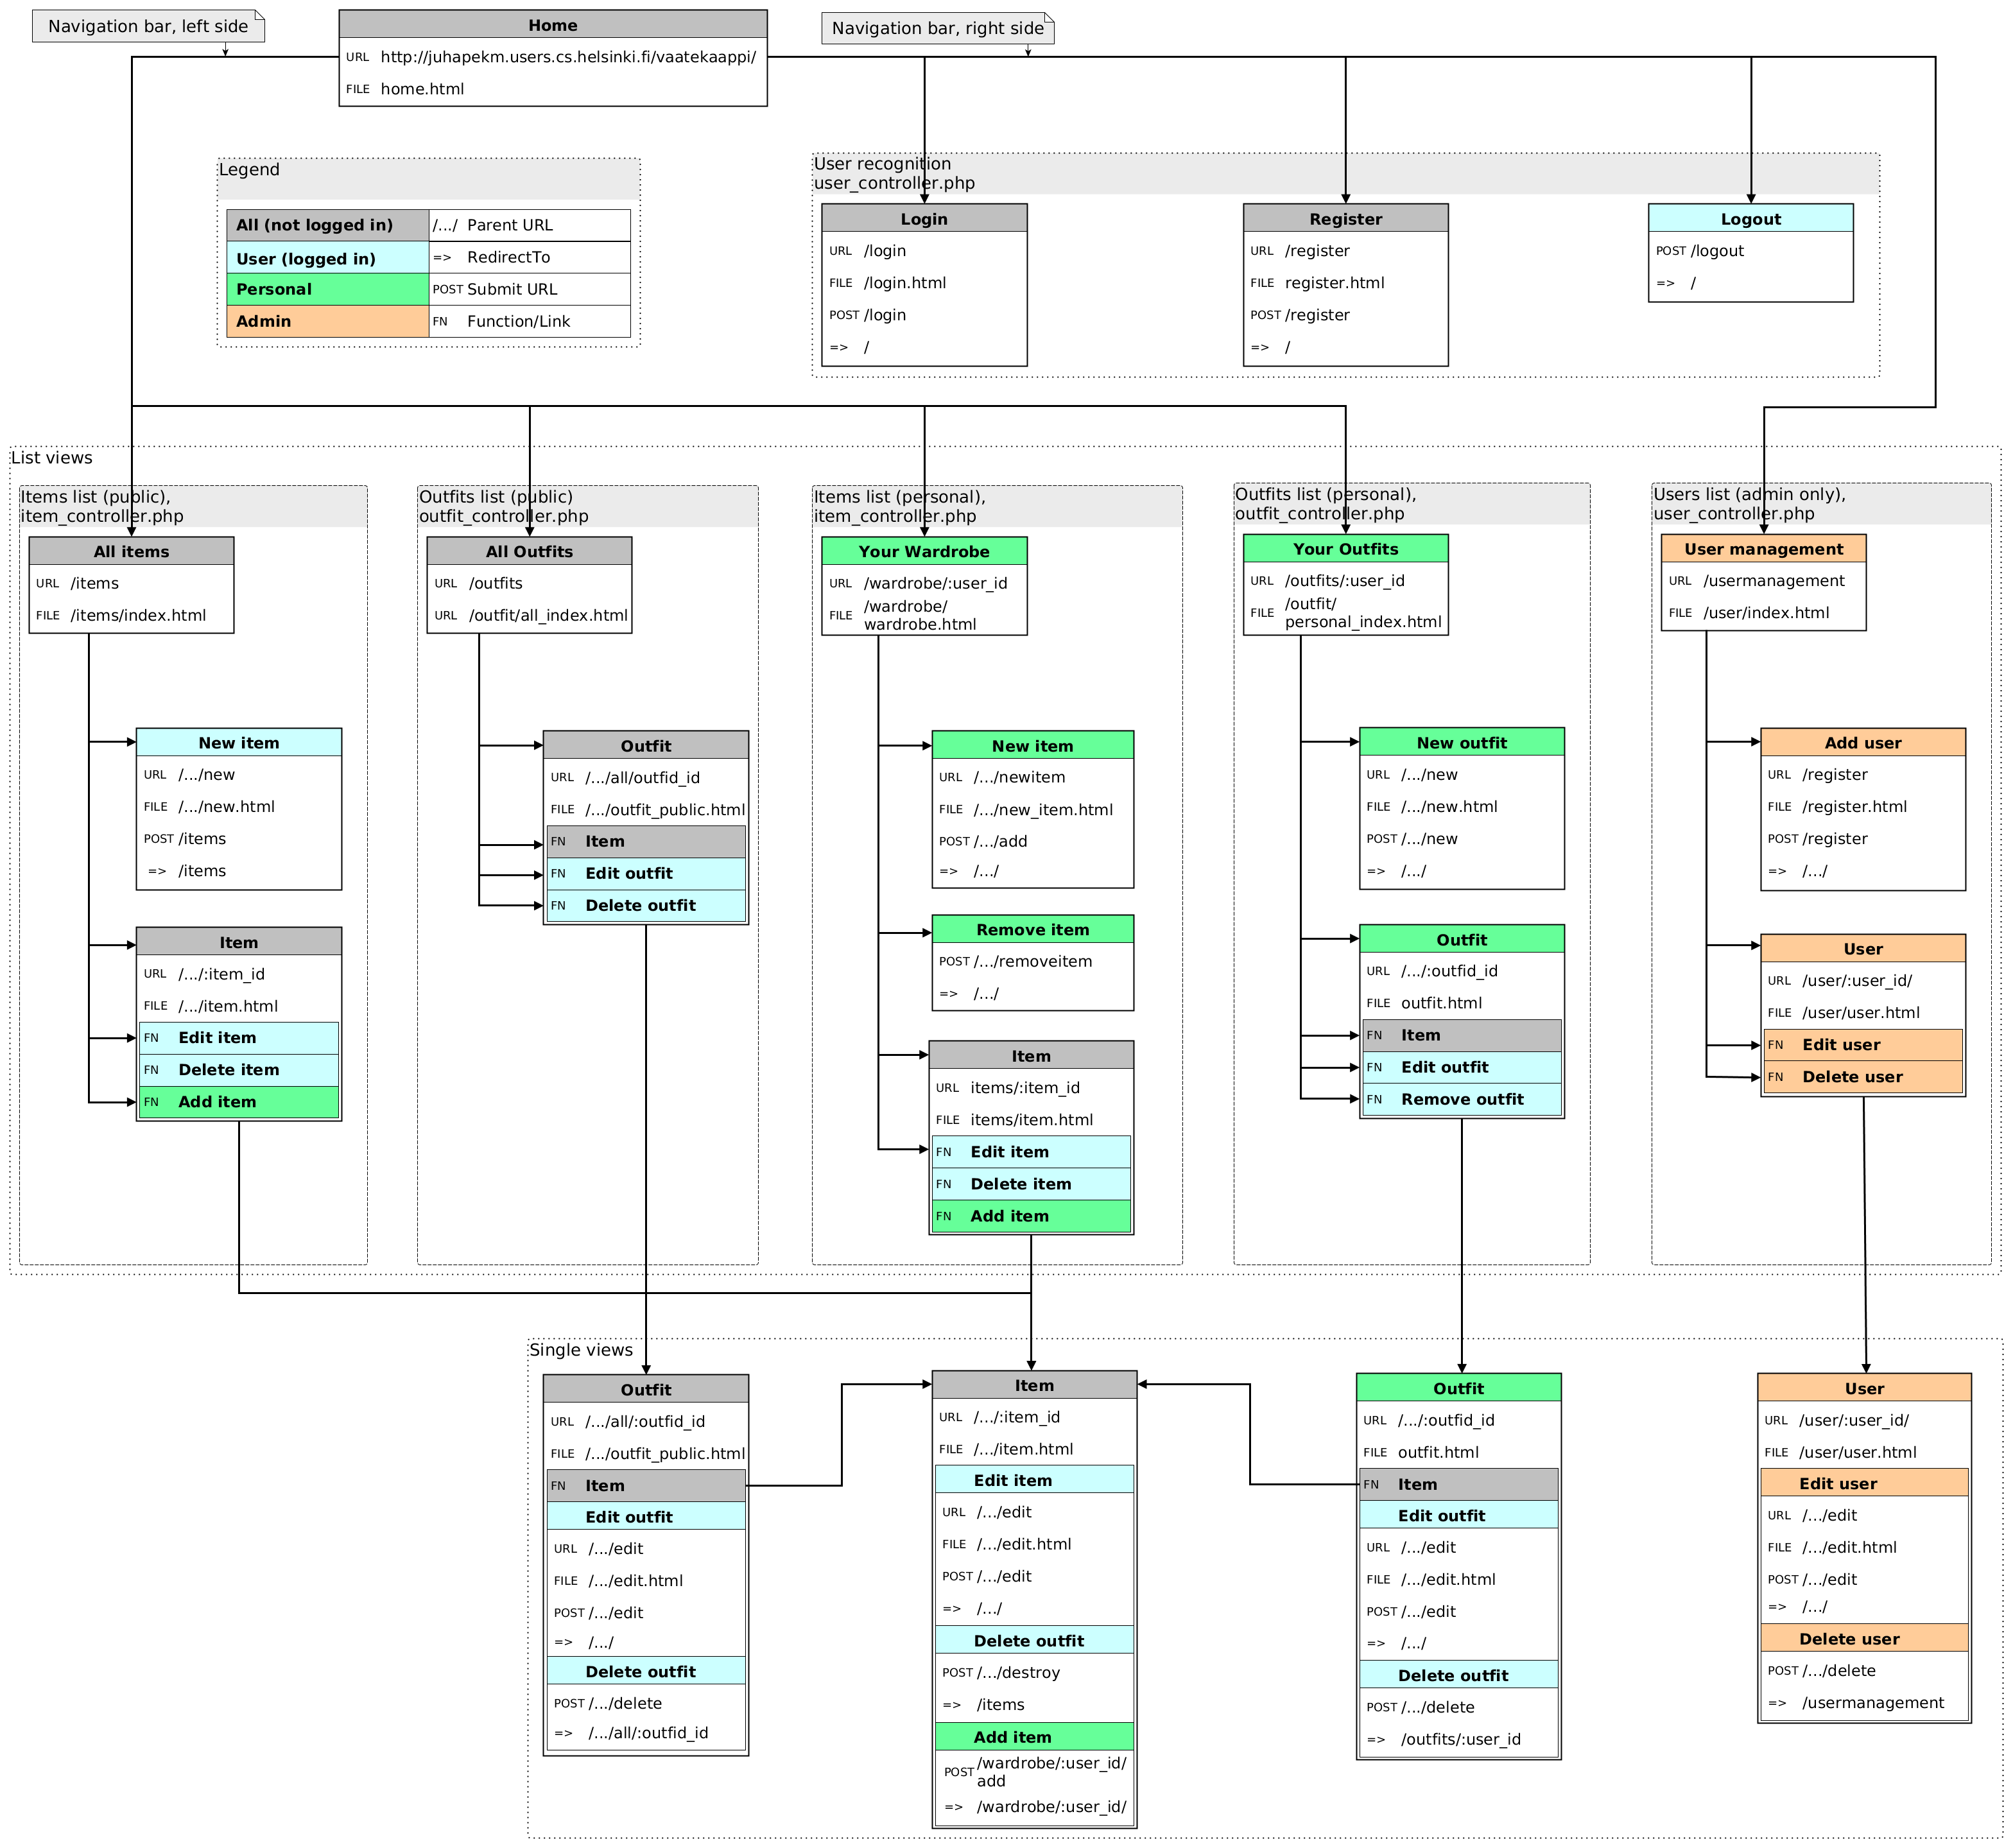 Navigation bar, left side
Home
URL http://juhapekm.users.cs.helsinki.fi/vaatekaappi/
FILE home.html
Navigation bar, right side
Legend
All (not logged in) /.../ Parent URL
User (logged in) => RedirectTo
Personal POST Submit URL
Admin FN Function/Link
User recognition
user_controller.php
Login
URL /login
FILE /login.html
POST /login
=> /
Register
URL /register
FILE register.html
POST /register
=> /
Logout
POST /logout
=> /
List views
Items list (public),
item_controller.php
All items
URL /items
FILE /items/index.html
New item
URL /.../new
FILE /.../new.html
POST /items
=> /items
Item
URL /.../:item_id
FILE /.../item.html
FN Edit item
FN Delete item
FN Add item
Outfits list (public)
outfit_controller.php
All Outfits
URL /outfits
URL /outfit/all_index.html
Outfit
URL /.../all/outfid_id
FILE /.../outfit_public.html
FN Item
FN Edit outfit
FN Delete outfit
Items list (personal),
item_controller.php
Your Wardrobe
URL /wardrobe/:user_id
FILE /wardrobe/
wardrobe.html
New item
URL /.../newitem
FILE /.../new_item.html
POST /.../add
=> /.../
Remove item
POST /.../removeitem
=> /.../
Item
URL items/:item_id
FILE items/item.html
FN Edit item
FN Delete item
FN Add item
Outfits list (personal),
outfit_controller.php
Your Outfits
URL /outfits/:user_id
FILE /outfit/
personal_index.html
New outfit
URL /.../new
FILE /.../new.html
POST /.../new
=> /.../
Outfit
URL /.../:outfid_id
FILE outfit.html
FN Item
FN Edit outfit
FN Remove outfit
Users list (admin only),
user_controller.php
User management
URL /usermanagement
FILE /user/index.html
Add user
URL /register
FILE /register.html
POST /register
=> /.../
User
URL /user/:user_id/
FILE /user/user.html
FN Edit user
FN Delete user
Single views
Outfit
URL /.../all/:outfid_id
FILE /.../outfit_public.html
FN Item
Edit outfit
URL /.../edit
FILE /.../edit.html
POST /.../edit
=> /.../
Delete outfit
POST /.../delete
=> /.../all/:outfid_id
Item
URL /.../:item_id
FILE /.../item.html
Edit item
URL /.../edit
FILE /.../edit.html
POST /.../edit
=> /.../
Delete outfit
POST /.../destroy
=> /items
Add item
POST /wardrobe/:user_id/
add
=> /wardrobe/:user_id/
Outfit
URL /.../:outfid_id
FILE outfit.html
FN Item
Edit outfit
URL /.../edit
FILE /.../edit.html
POST /.../edit
=> /.../
Delete outfit
POST /.../delete
=> /outfits/:user_id
User
URL /user/:user_id/
FILE /user/user.html
Edit user
URL /.../edit
FILE /.../edit.html
POST /.../edit
=> /.../
Delete user
POST /.../delete
=> /usermanagement